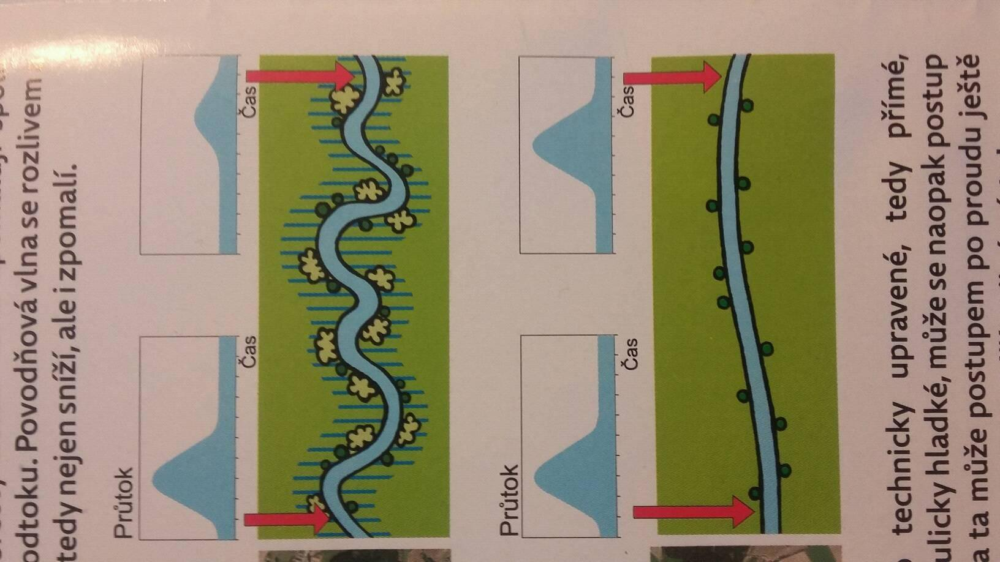 odtoku. Povodňová vlna se rozlivem
tedy nejen sníží, ale i zpomalí.
Průtok
Čas
Čas
Průtok
Čas
Čas
technicky upravené, tedy přímé,
ulicky hladké, může se naopak postup
a ta může postupem po proudu ještě